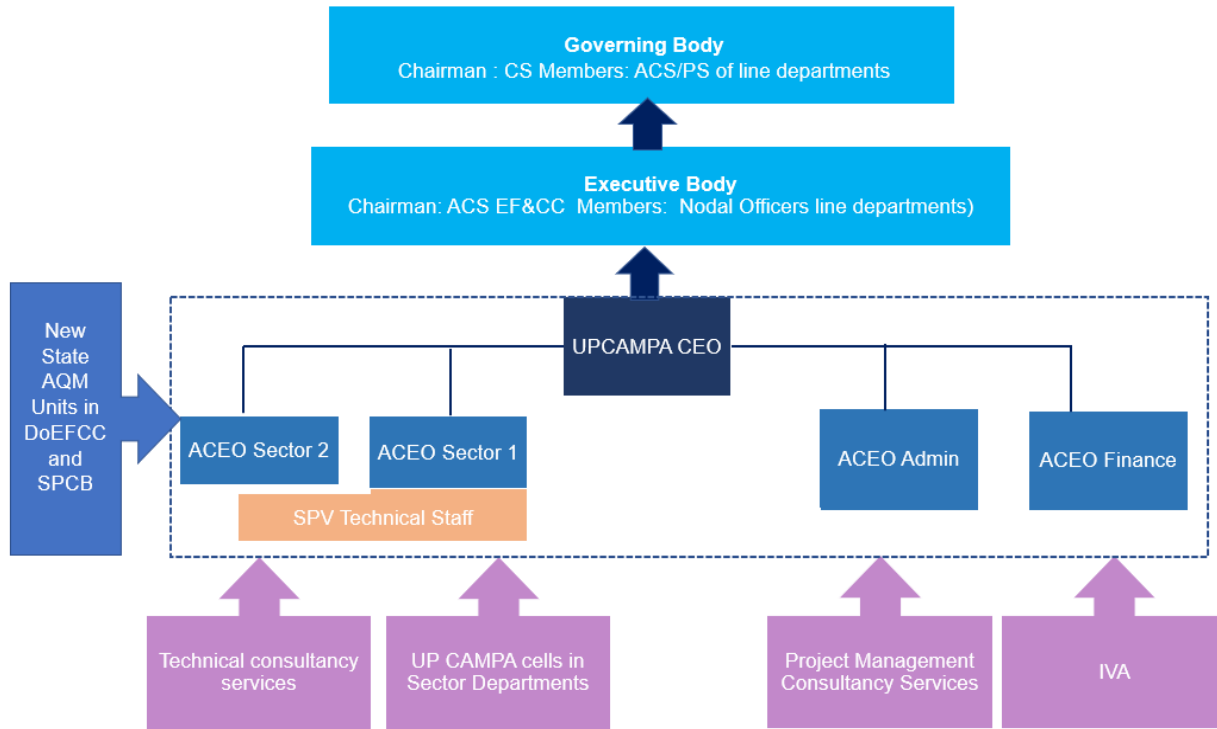 Governing Body
Chairman : CS Members: ACS/PS of line departments
Executive Body
Chairman: ACS EF&CC Members: Nodal Officers line departments)
New
State
AQM
Units in
DoEFCC
and
SPCB
UPCAMPA CEO
ACEO Sector 2
ACEO Sector 1
ACEO Admin
ACEO Finance
SPV Technical Staff
Technical consultancy
services
UP CAMPA cells in
Sector Departments
Project Management
Consultancy Services
IVA